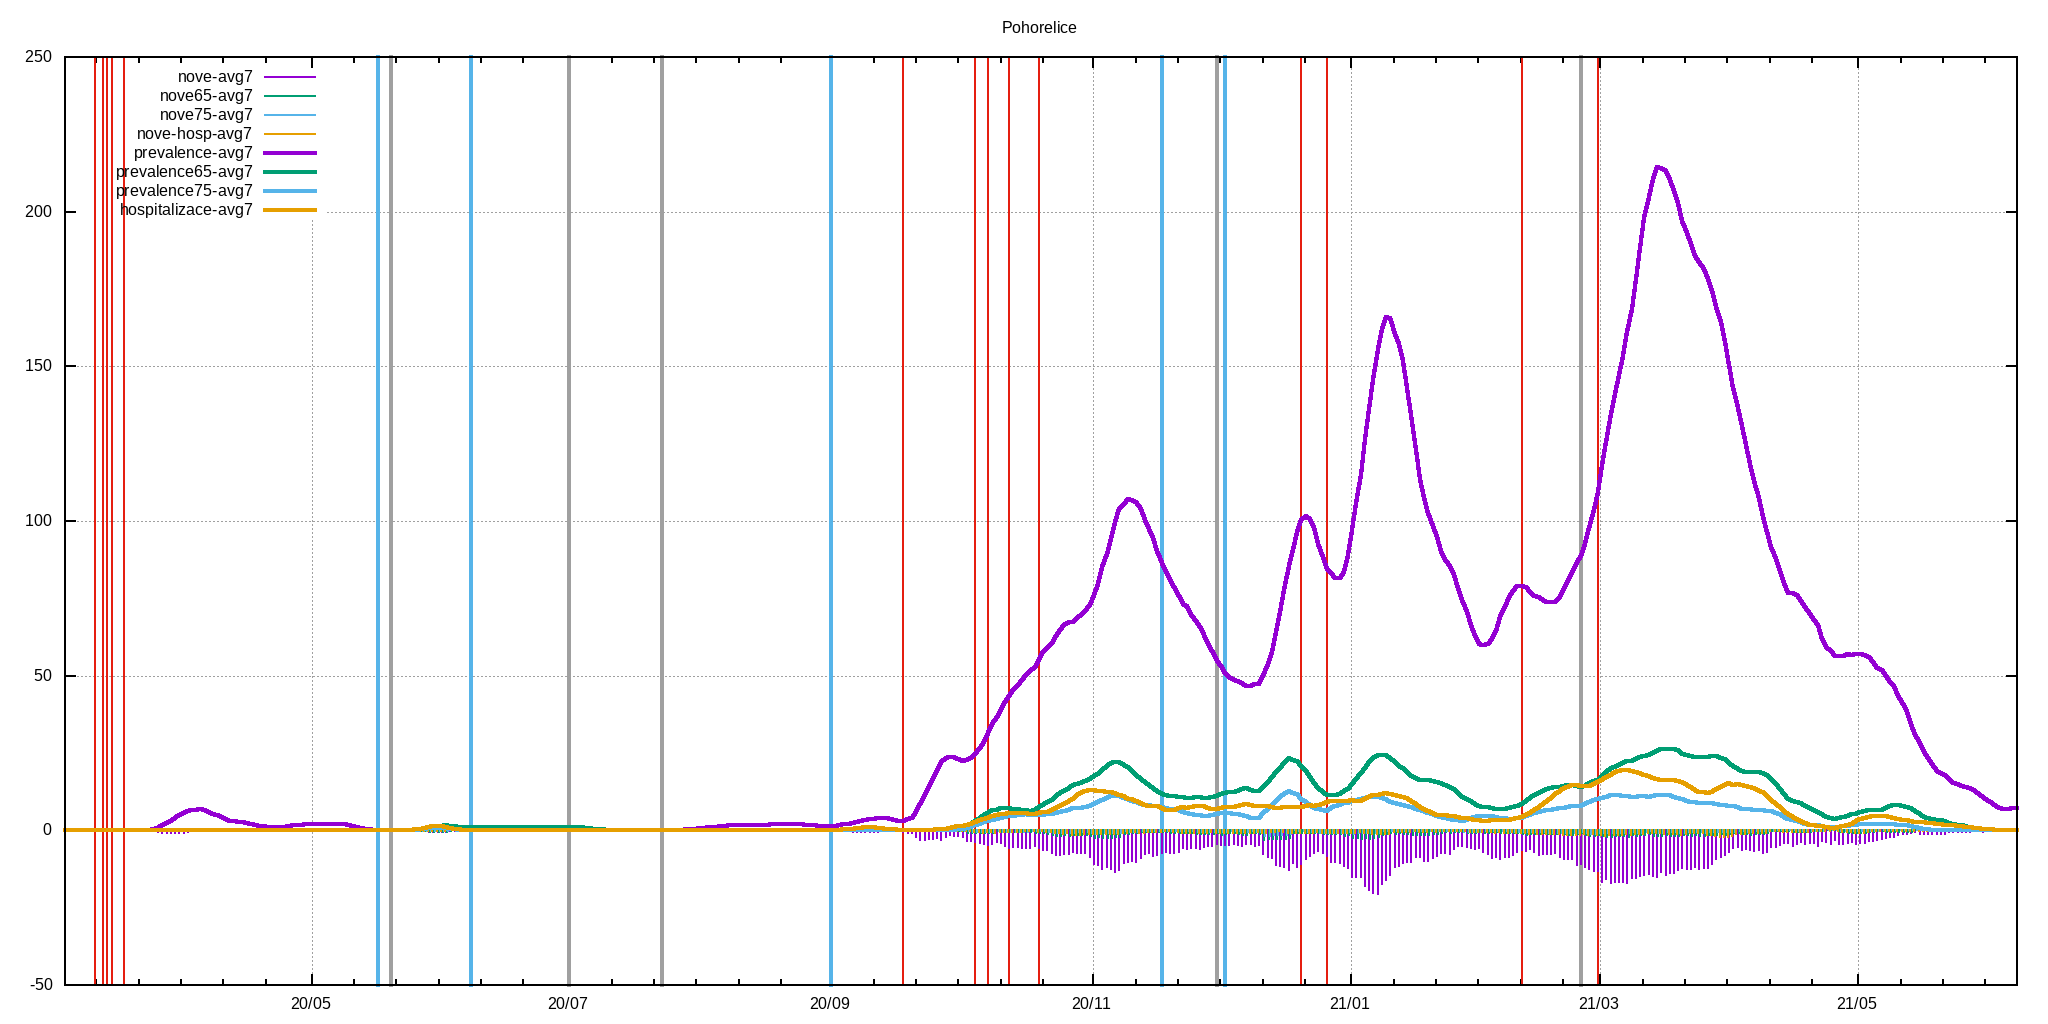 Pohorelice
250
200
150
100
50
0
-50
nove-avg7
nove65-avg7
nove75-avg7
nove-hosp-avg7
prevalence-avg7
prevalence65-avg7
prevalence75-avg7
hospitalizace-avg7
20/05 20/07 20/09 20/11 21/01 21/03 21/05